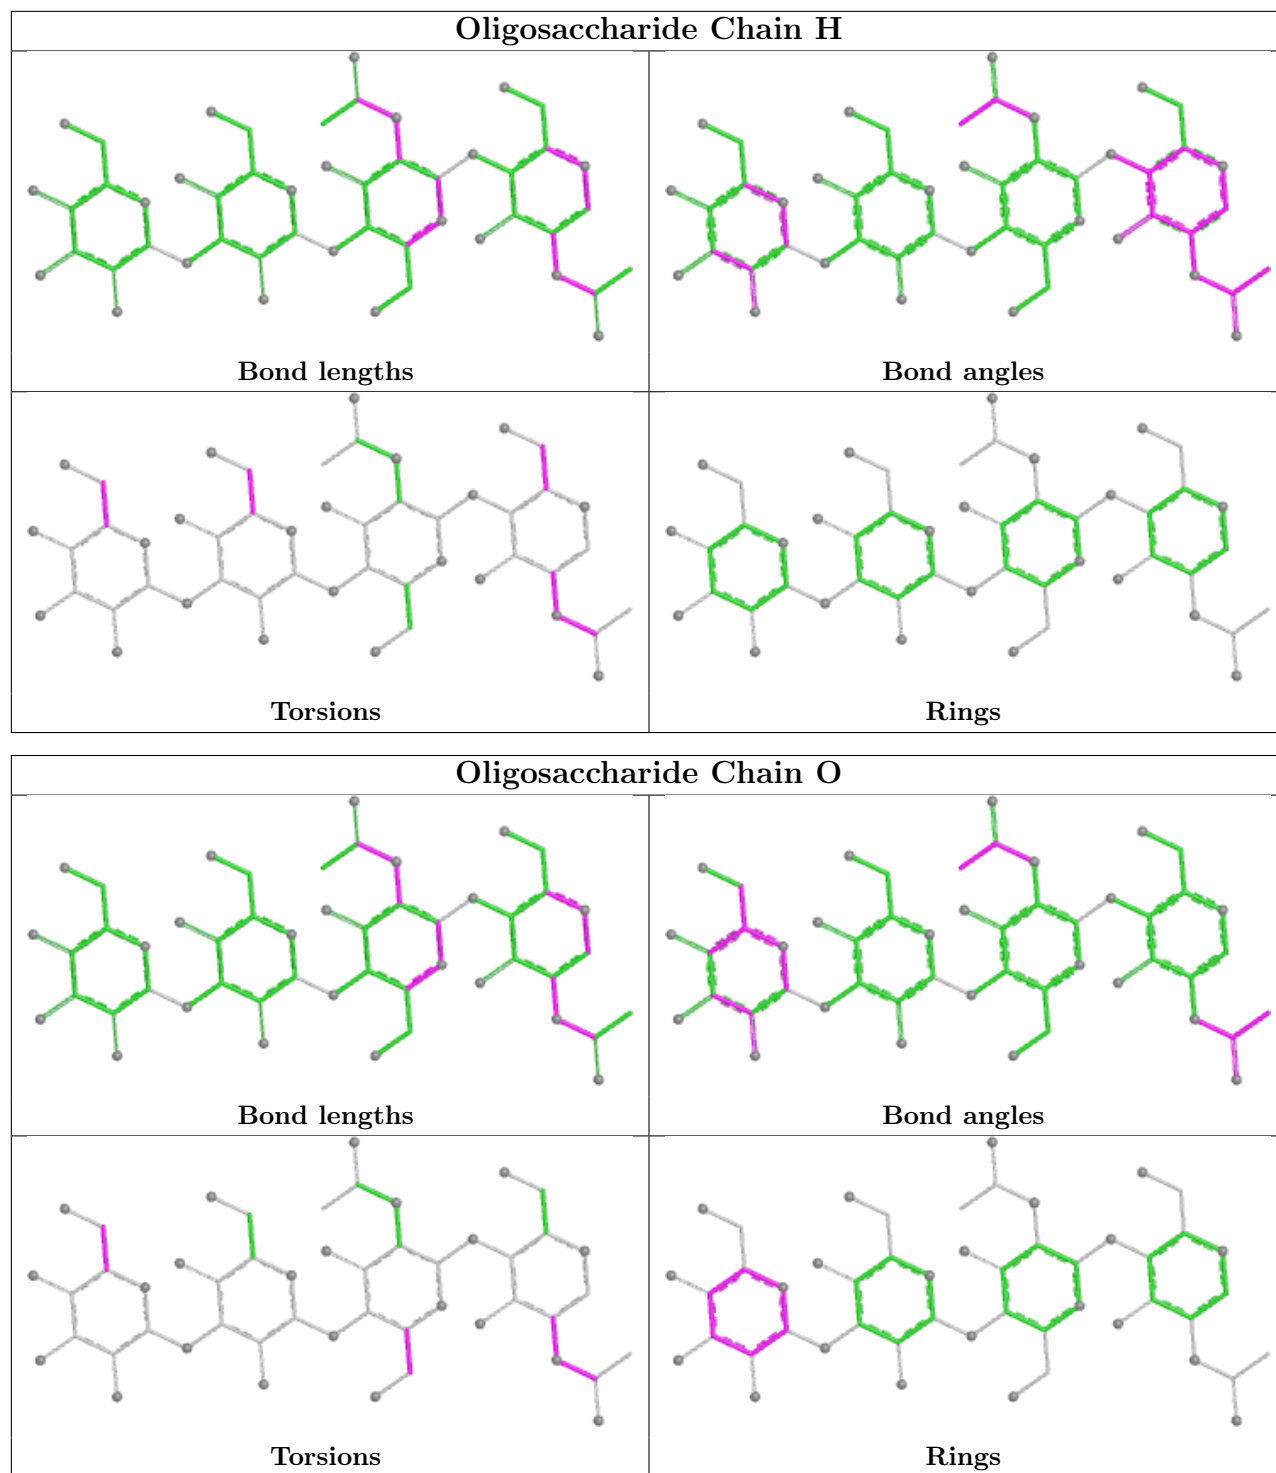 Oligosaccharide Chain H
Bond lengths
Bond angles
Torsions
Rings
Oligosaccharide Chain O
Bond lengths
Bond angles
Torsions
Rings